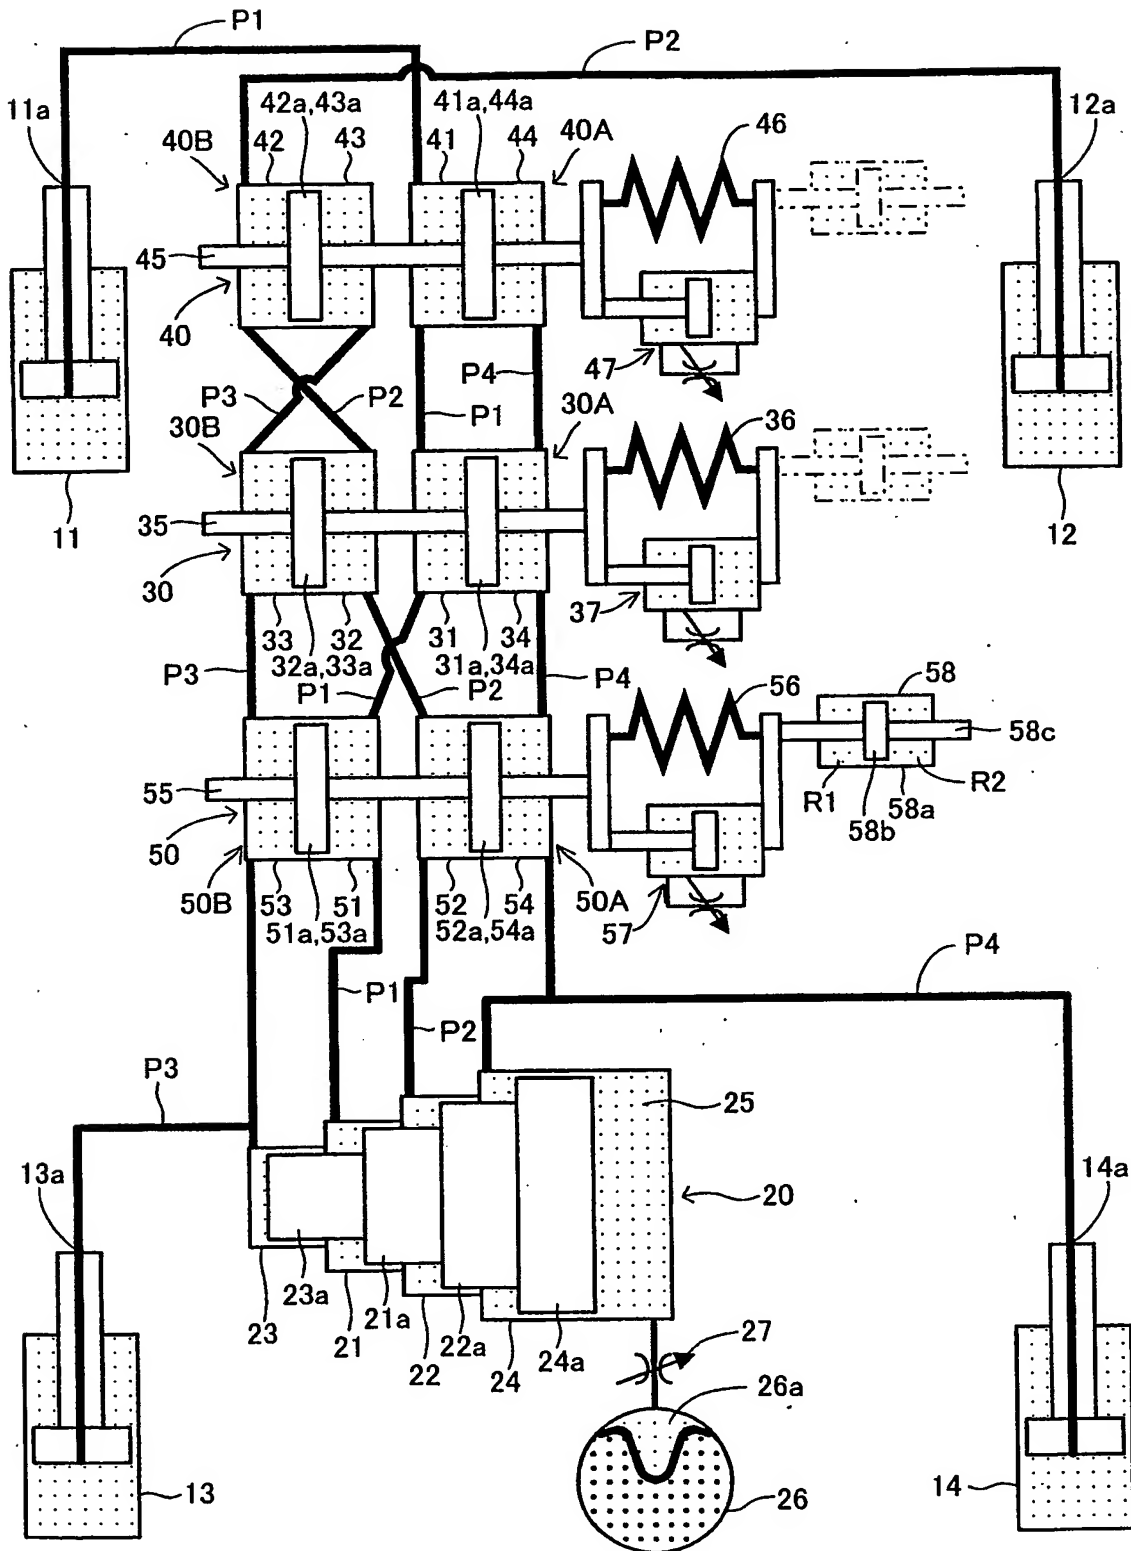 P1
P2
11a
42a,43a
41a,44a
46
12a
40B
42
43
41
44
40A
45
40
47
P3
P2
P4
P1
30B
30A
36
11
12
35
30
37
33
32
31
34
32a,33a
31a,34a
P3
P1
P2
P4
56
58
58c
55
R1
R2
58a
58b
50
50B
53
51
52
54
50A
51a,53a
52a,54a
57
P1
P2
P4
P3
25
13a
14a
20
23a
21a
23
21
22a
22
24
24a
27
26a
13
26
14